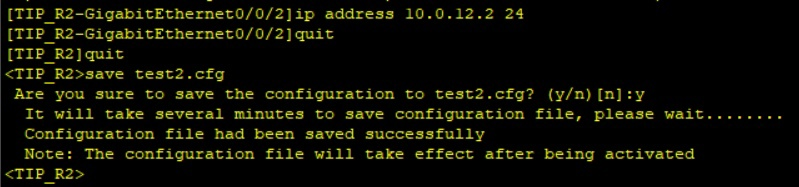 [TIP_R2-GigabitEthernet0/0/2]ip address 10.0.12.2 24
[TIP_R2-GigabitEthernet0/0/2]quit
[TIP_R2]quit
<TIP_R2>save test2.cfg
 Are you sure to save the configuration to test2.cfg? (y/n)[n]:y
  It will take several minutes to save configuration file, please wait........
  Configuration file had been saved successfully
  Note: The configuration file will take effect after being activated
<TIP_R2>